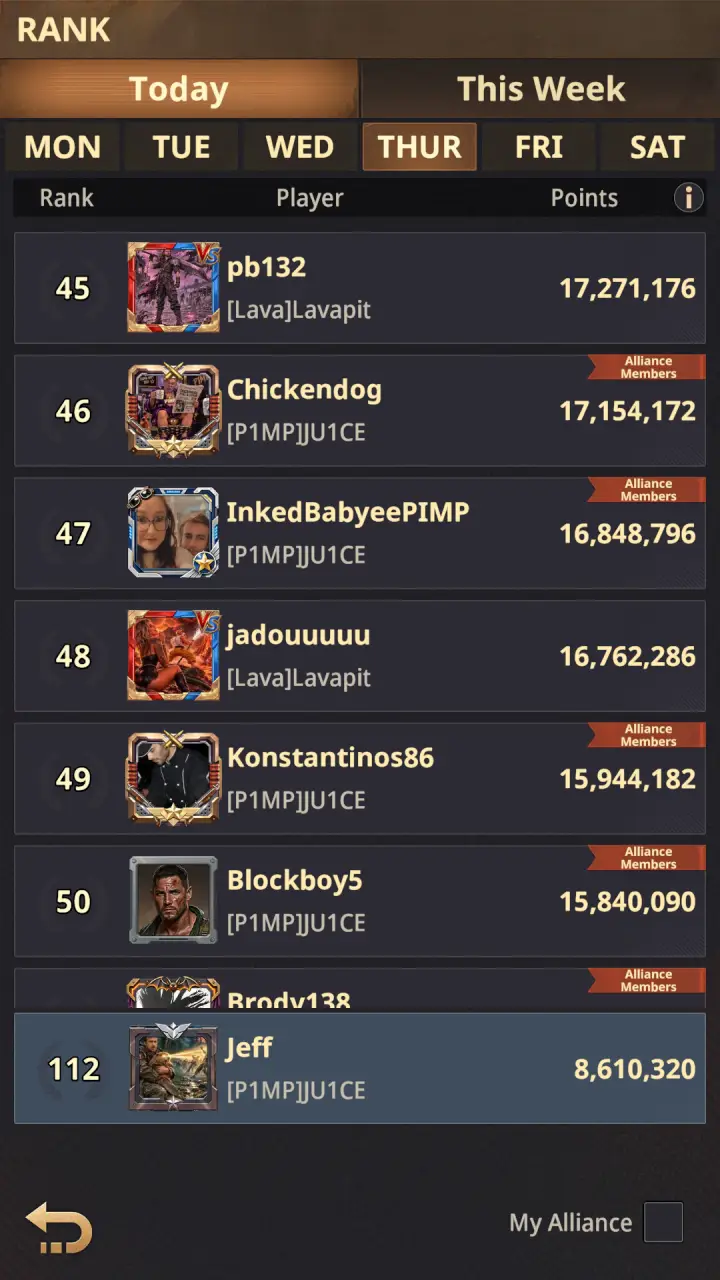 RANK
Today
This Week
MON TUE WED THUR FRI SAT
Rank Player Points
45
pb132
[Lava]Lavapit
17,271,176
Alliance
Members
46
Chickendog
[P1MP]JU1CE
17,154,172
Alliance
Members
47
InkedBabyeePIMP
[P1MP]JU1CE
16,848,796
48
jadouuuuu
[Lava]Lavapit
16,762,286
Alliance
Members
49
Konstantinos86
[P1MP]JU1CE
15,944,182
Alliance
Members
50
Blockboy5
[P1MP]JU1CE
15,840,090
Alliance
Members
Brody138
112
Jeff
[P1MP]JU1CE
8,610,320
My Alliance